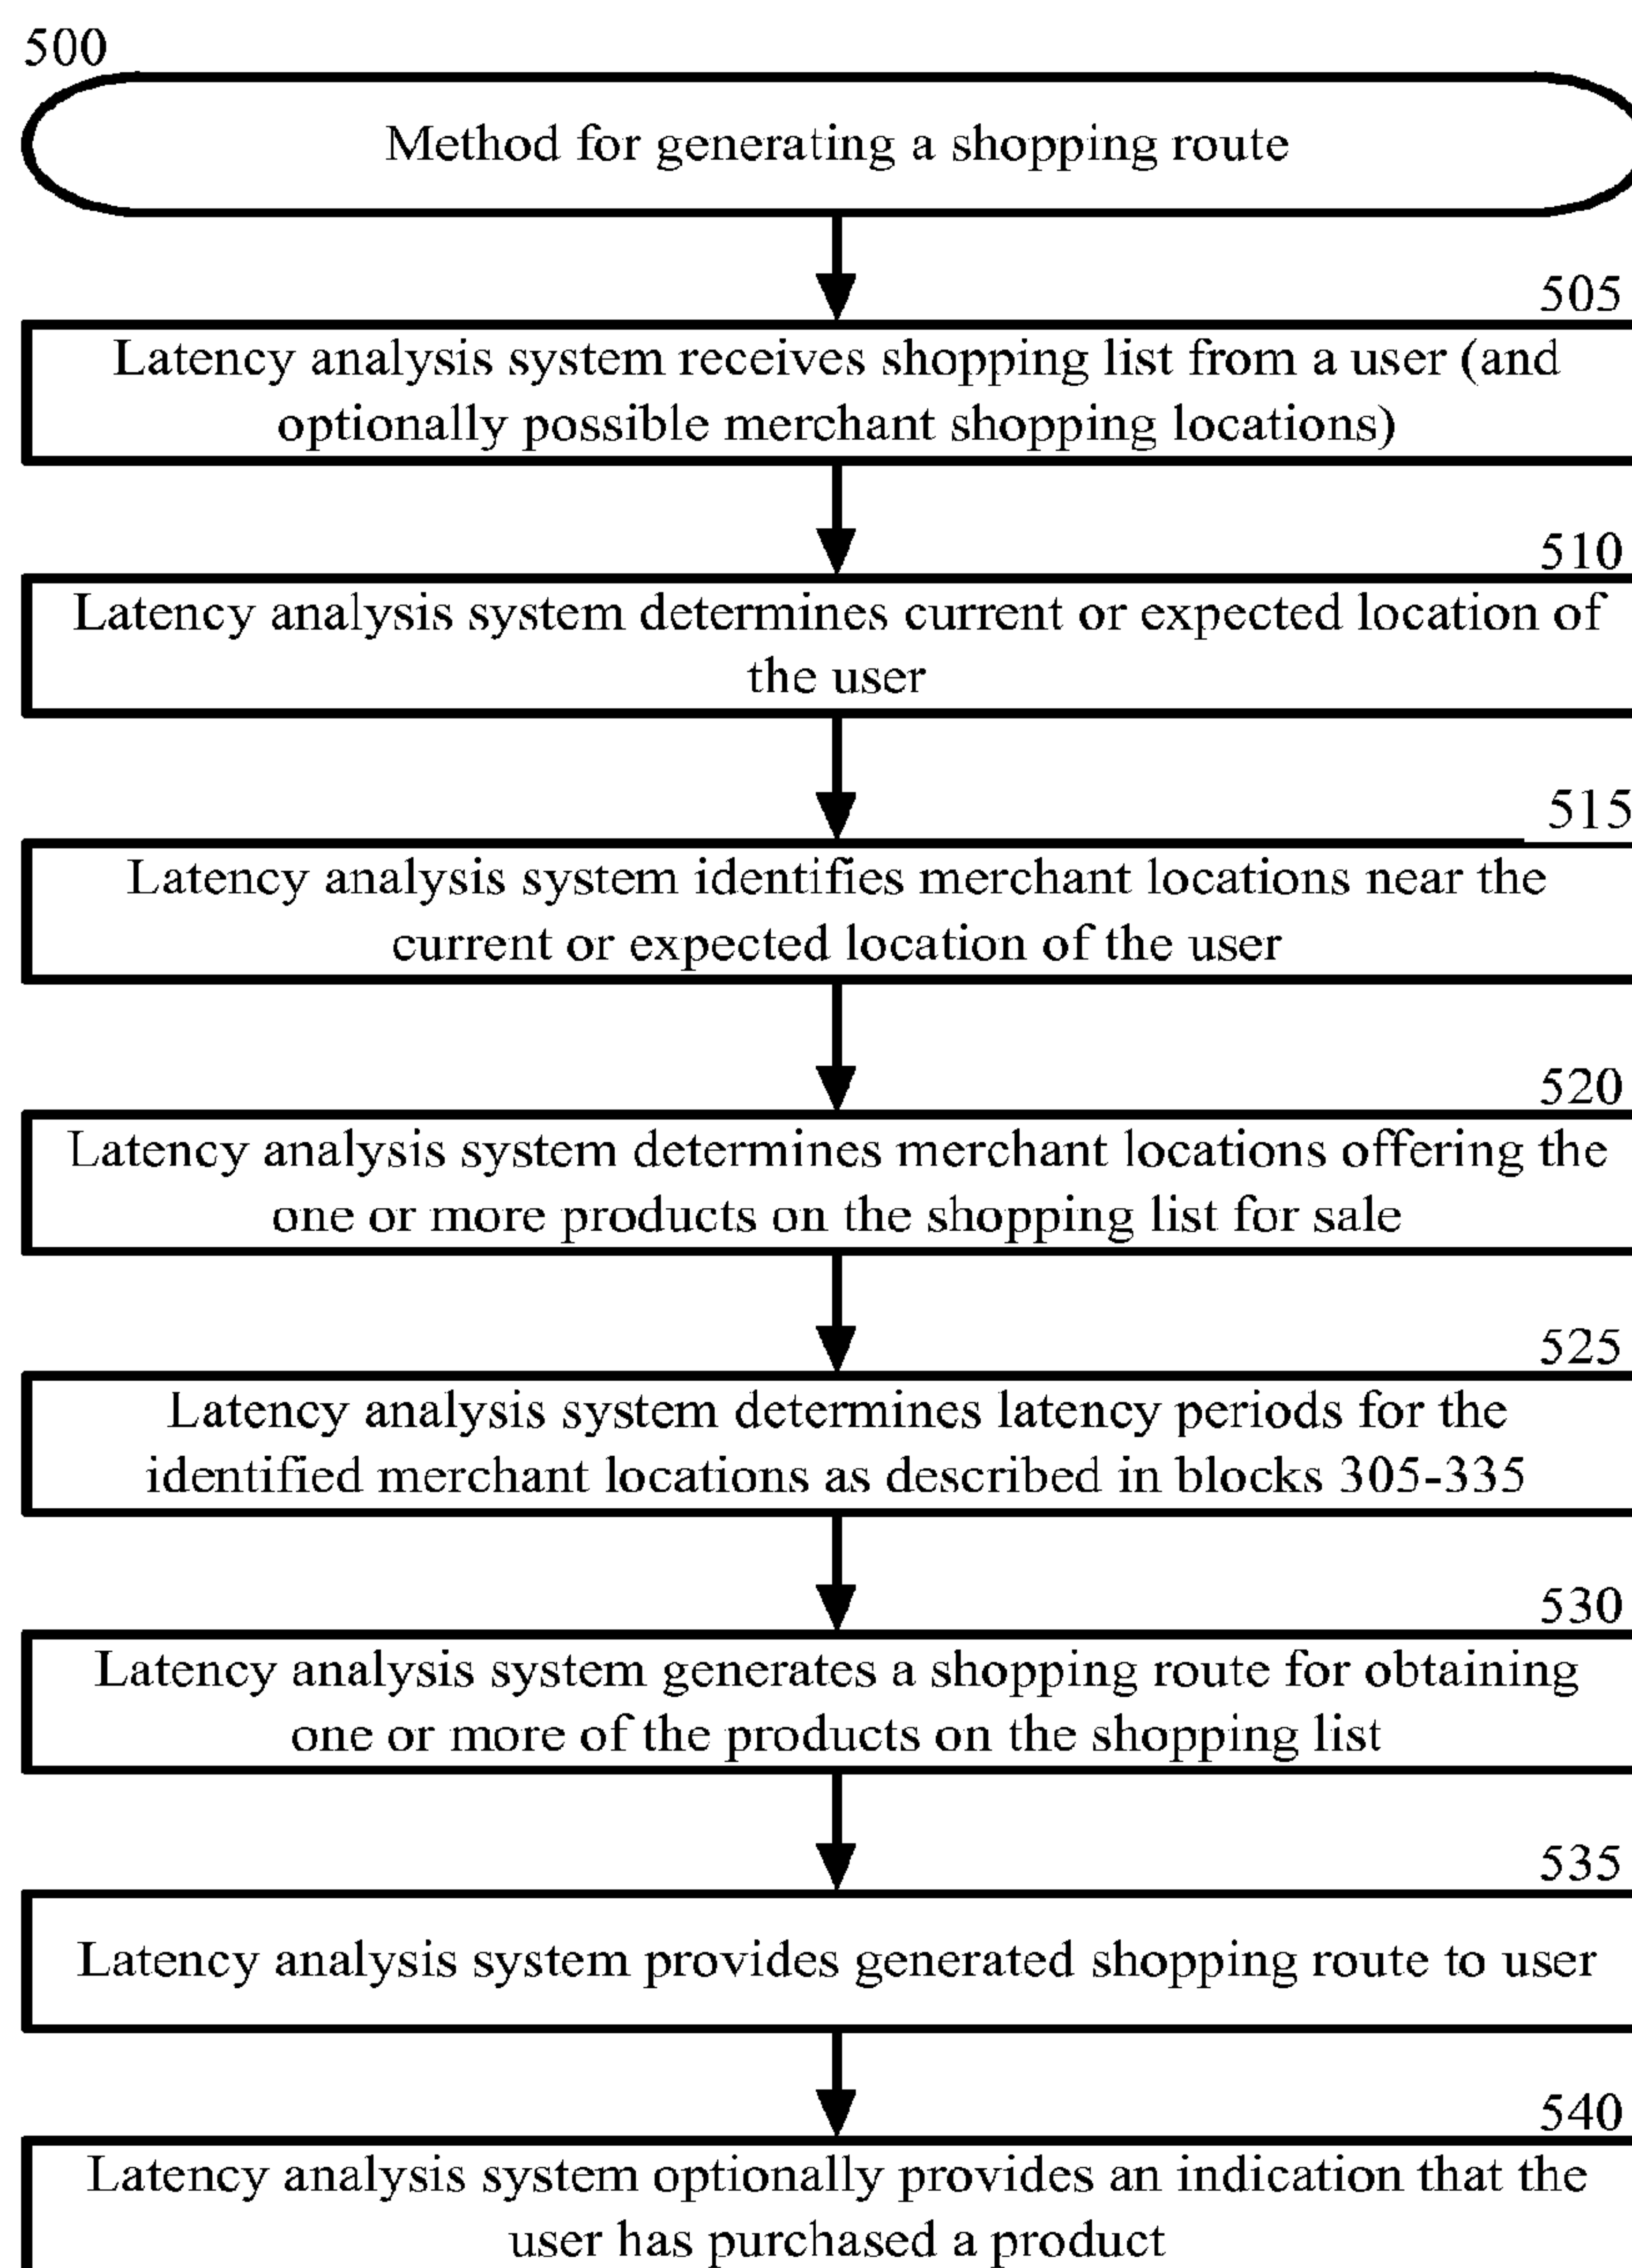 500
Method for generating a shopping route
505
Latency analysis system receives shopping list from a user (and
optionally possible merchant shopping locations)
510
Latency analysis system determines current or expected location of
the user
515
Latency analysis system identifies merchant locations near the
current or expected location of the user
520
Latency analysis system determines merchant locations offering the
one or more products on the shopping list for sale
525
Latency analysis system determines latency periods for the
identified merchant locations as described in blocks 305-335
530
Latency analysis system generates a shopping route for obtaining
one or more of the products on the shopping list
535
Latency analysis system provides generated shopping route to user
540
Latency analysis system optionally provides an indication that the
user has purchased a product